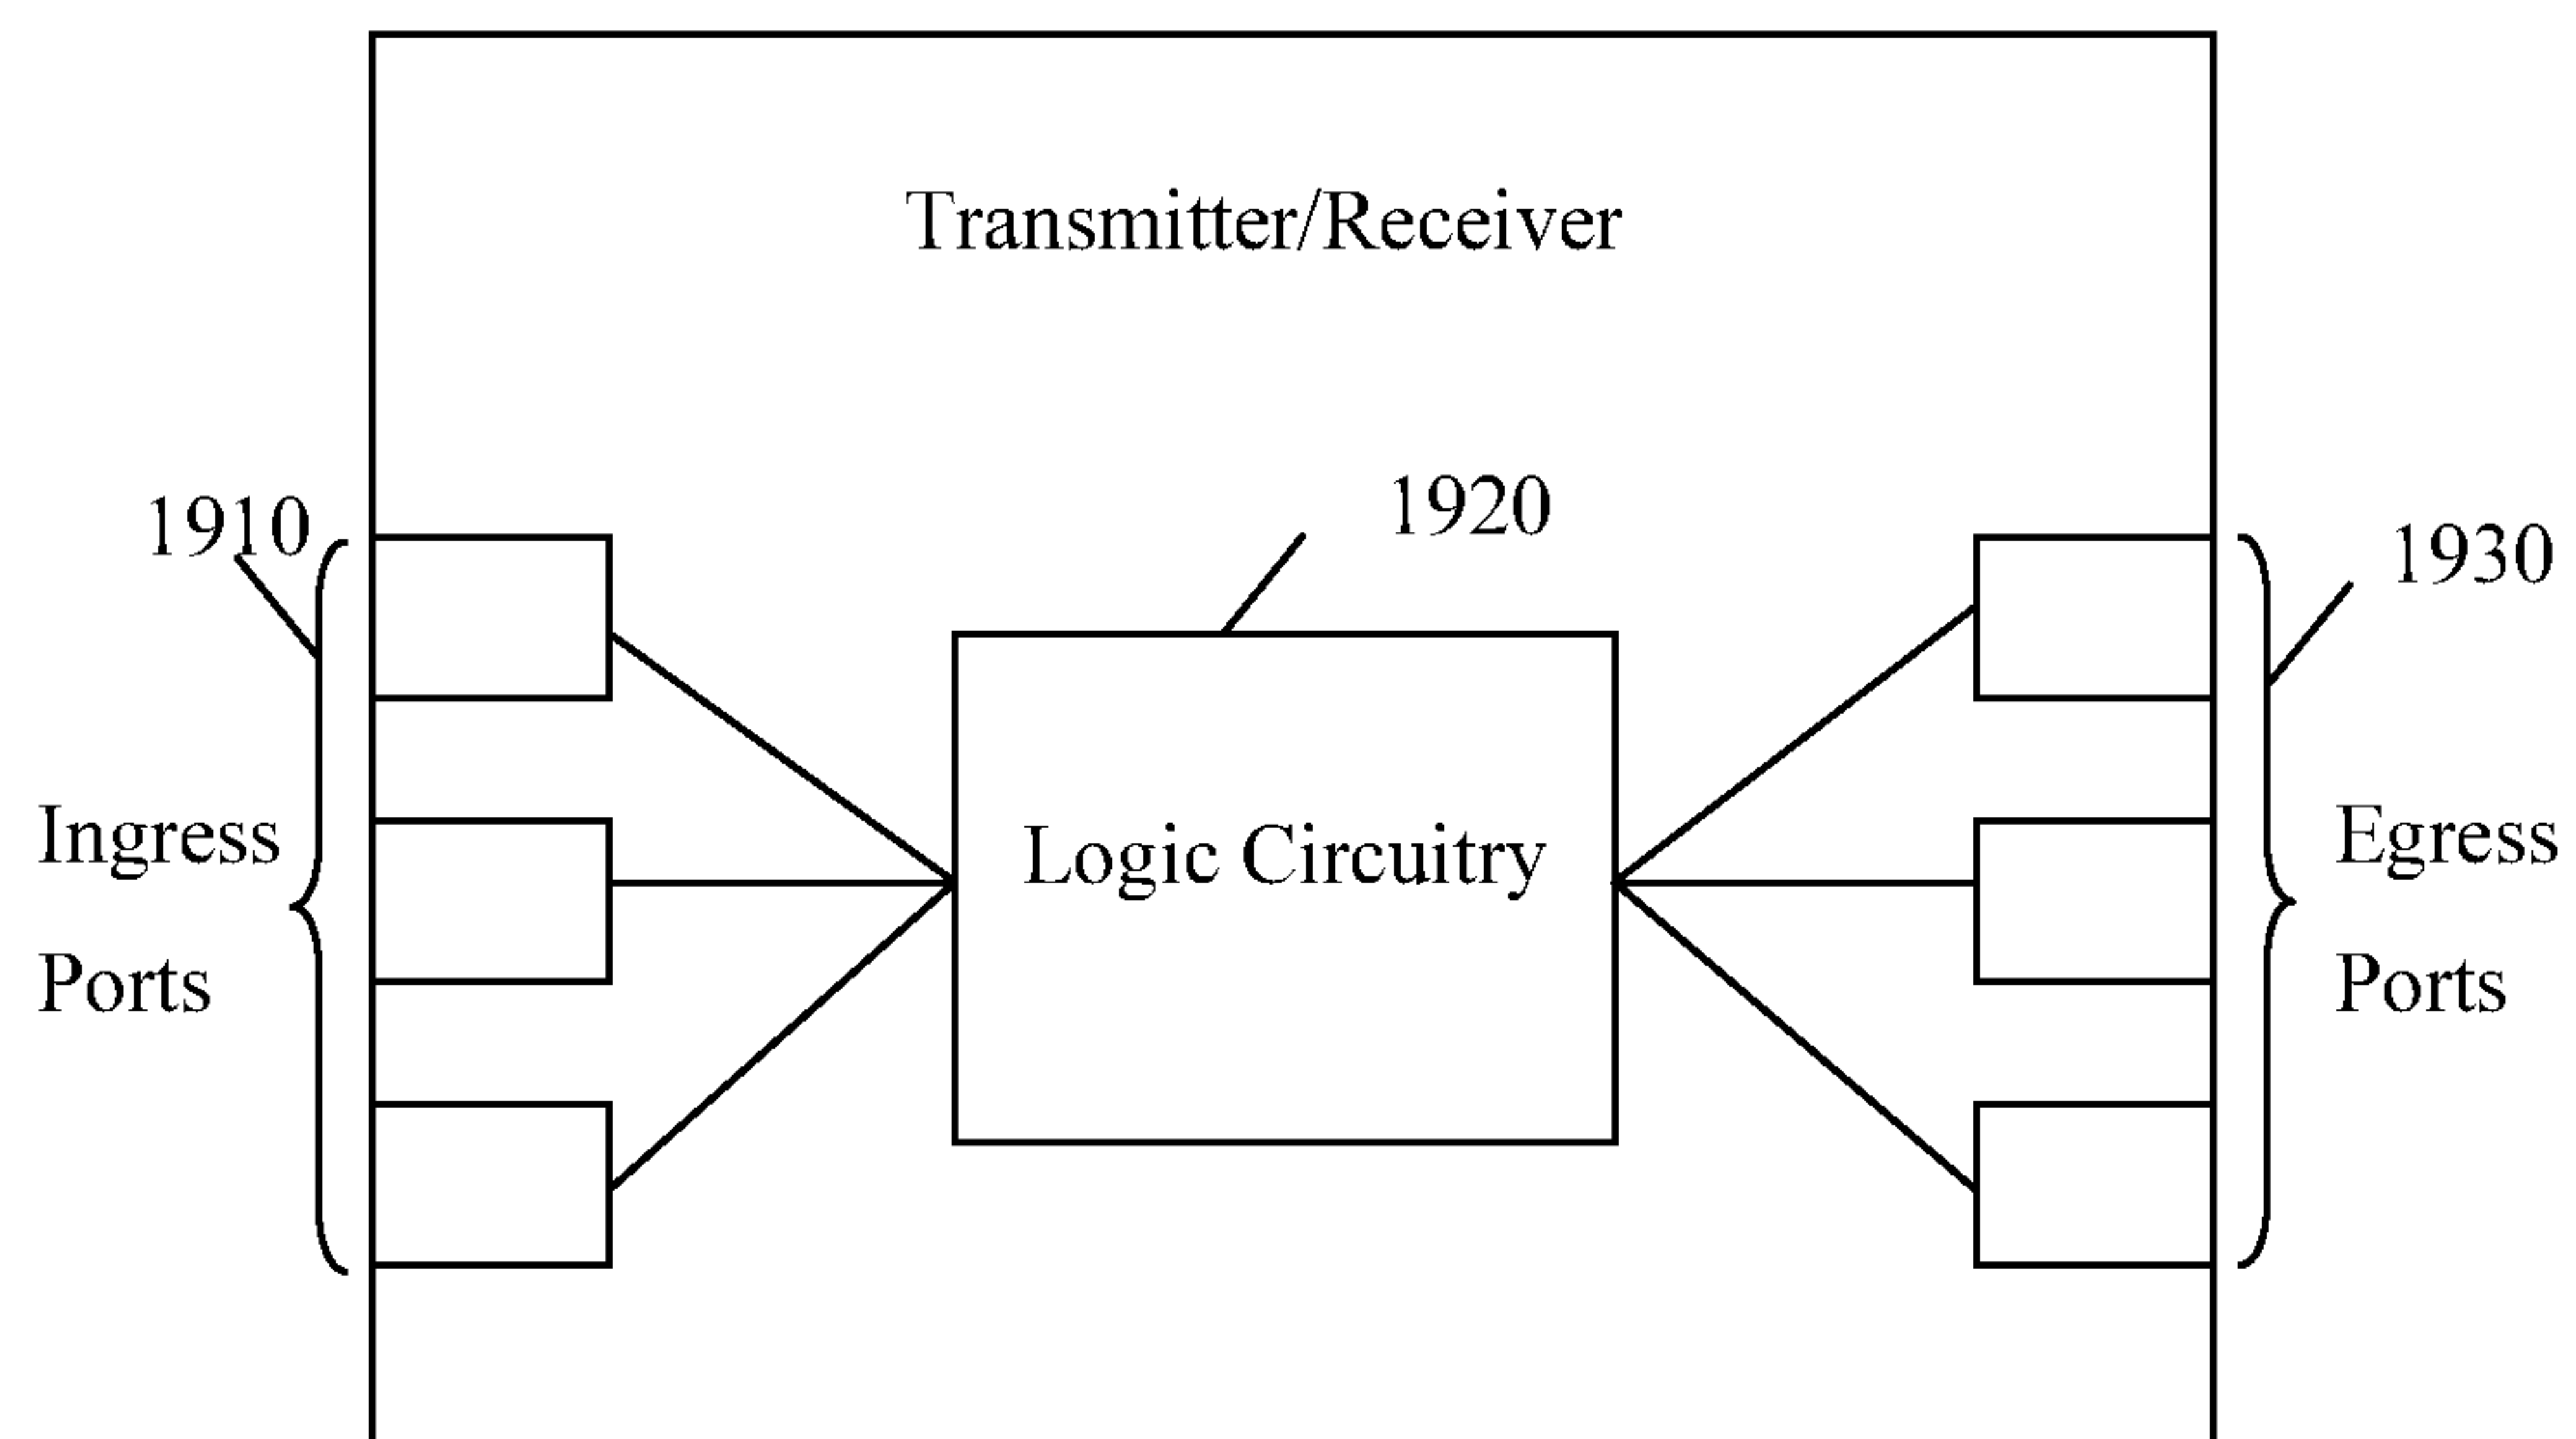 Transmitter/Receiver
1910
1920
1930
Ingress
Ports
Logic Circuitry
Egress
Ports